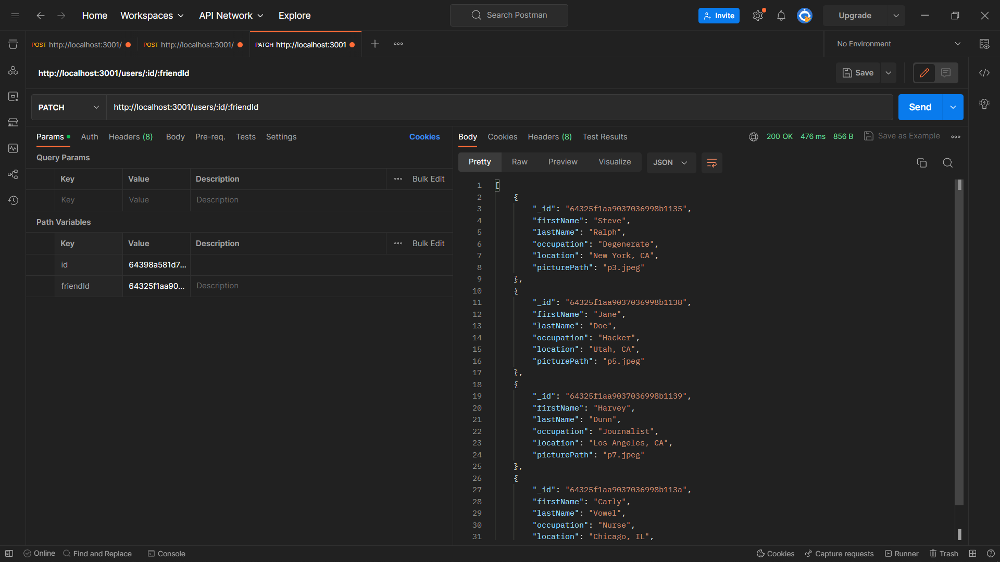 Home Workspaces API Network Explore Search Postman Invite Upgrade
POST http://localhost:3001/ POST http://localhost:3001/ PATCH http://localhost:3001 No Environment
http://localhost:3001/users/:id/:friendId Save
PATCH http://localhost:3001/users/:id/:friendId Send
Params Auth Headers (8) Body Pre-req. Tests Settings Cookies
Query Params
Key Value Description Bulk Edit
Key Value Description
Path Variables
Key Value Description Bulk Edit
id 64398a581d7...
friendId 64325f1aa90... Description
Body Cookies Headers (8) Test Results 200 OK 476 ms 856 B Save as Example
Pretty Raw Preview Visualize JSON
1 [
2 {
3 "_id": "64325f1aa9037036998b1135",
4 "firstName": "Steve",
5 "lastName": "Ralph",
6 "occupation": "Degenerate",
7 "location": "New York, CA",
8 "picturePath": "p3.jpeg"
9 },
10 {
11 "_id": "64325f1aa9037036998b1138",
12 "firstName": "Jane",
13 "lastName": "Doe",
14 "occupation": "Hacker",
15 "location": "Utah, CA",
16 "picturePath": "p5.jpeg"
17 },
18 {
19 "_id": "64325f1aa9037036998b1139",
20 "firstName": "Harvey",
21 "lastName": "Dunn",
22 "occupation": "Journalist",
23 "location": "Los Angeles, CA",
24 "picturePath": "p7.jpeg"
25 },
26 {
27 "_id": "64325f1aa9037036998b113a",
28 "firstName": "Carly",
29 "lastName": "Vowel",
30 "occupation": "Nurse",
31 "location": "Chicago, IL",
Online Find and Replace Console Cookies Capture requests Runner Trash